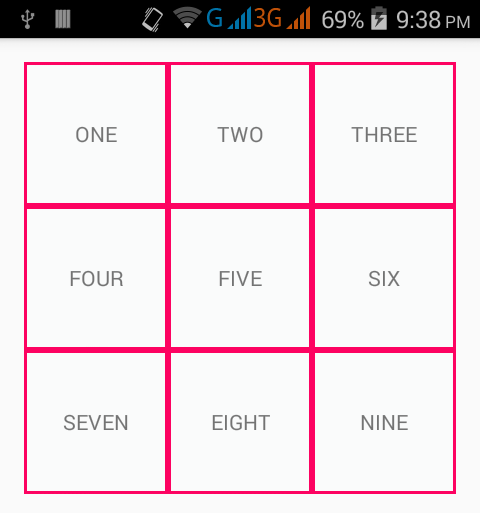 G 3G 69% 9:38 PM
ONE TWO THREE
FOUR FIVE SIX
SEVEN EIGHT NINE